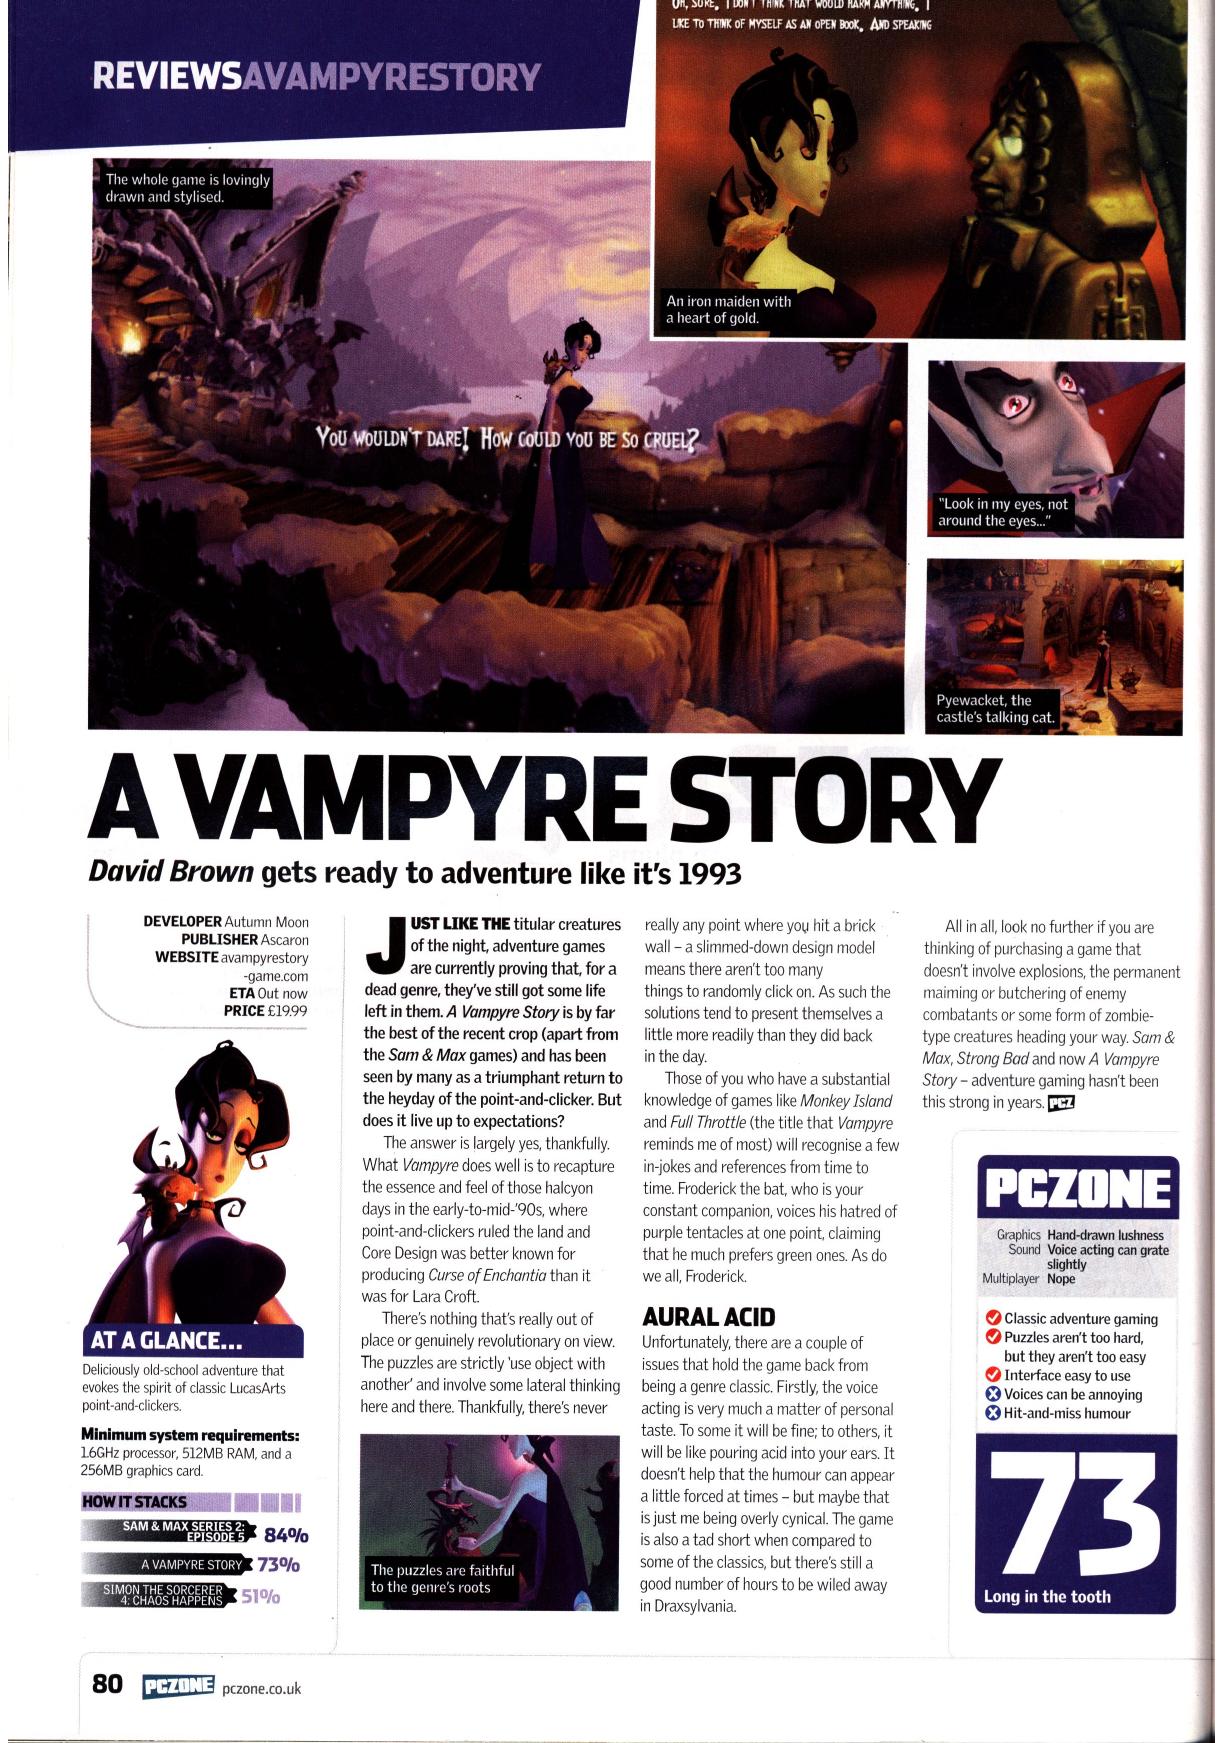 REVIEWSAVAMPYRESTORY
OH, SURE. I DON'T THINK THAT WOULD HARM ANYTHING. I
LIKE TO THINK OF MYSELF AS AN OPEN BOOK. AND SPEAKING
The whole game is lovingly
drawn and stylised.
An iron maiden with
a heart of gold.
YOU WOULDN'T DARE! HOW COULD YOU BE SO CRUEL?
"Look in my eyes, not
around the eyes..."
Pyewacket, the
castle's talking cat.
A VAMPYRE STORY
David Brown gets ready to adventure like it's 1993
DEVELOPER Autumn Moon
PUBLISHER Ascaron
WEBSITE avampyrestory
-game.com
ETA Out now
PRICE £19.99
AT A GLANCE...
Deliciously old-school adventure that
evokes the spirit of classic LucasArts
point-and-clickers.
Minimum system requirements:
1.6GHz processor, 512MB RAM, and a
256MB graphics card.
HOW IT STACKS
SAM & MAX SERIES 2:
EPISODE 5 84%
A VAMPYRE STORY 73%
SIMON THE SORCERER
4: CHAOS HAPPENS 51%
JUST LIKE THE titular creatures
of the night, adventure games
are currently proving that, for a
dead genre, they've still got some life
left in them. A Vampyre Story is by far
the best of the recent crop (apart from
the Sam & Max games) and has been
seen by many as a triumphant return to
the heyday of the point-and-clicker. But
does it live up to expectations?
The answer is largely yes, thankfully.
What Vampyre does well is to recapture
the essence and feel of those halcyon
days in the early-to-mid-'90s, where
point-and-clickers ruled the land and
Core Design was better known for
producing Curse of Enchantia than it
was for Lara Croft.
There's nothing that's really out of
place or genuinely revolutionary on view.
The puzzles are strictly 'use object with
another' and involve some lateral thinking
here and there. Thankfully, there's never
The puzzles are faithful
to the genre's roots
really any point where you hit a brick
wall – a slimmed-down design model
means there aren't too many
things to randomly click on. As such the
solutions tend to present themselves a
little more readily than they did back
in the day.
Those of you who have a substantial
knowledge of games like Monkey Island
and Full Throttle (the title that Vampyre
reminds me of most) will recognise a few
in-jokes and references from time to
time. Froderick the bat, who is your
constant companion, voices his hatred of
purple tentacles at one point, claiming
that he much prefers green ones. As do
we all, Froderick.
AURAL ACID
Unfortunately, there are a couple of
issues that hold the game back from
being a genre classic. Firstly, the voice
acting is very much a matter of personal
taste. To some it will be fine; to others, it
will be like pouring acid into your ears. It
doesn't help that the humour can appear
a little forced at times – but maybe that
is just me being overly cynical. The game
is also a tad short when compared to
some of the classics, but there's still a
good number of hours to be wiled away
in Draxsylvania.
All in all, look no further if you are
thinking of purchasing a game that
doesn't involve explosions, the permanent
maiming or butchering of enemy
combatants or some form of zombie-
type creatures heading your way. Sam &
Max, Strong Bad and now A Vampyre
Story – adventure gaming hasn't been
this strong in years. PCZ
PCZONE
Graphics Hand-drawn lushness
Sound Voice acting can grate
slightly
Multiplayer Nope
Classic adventure gaming
Puzzles aren't too hard,
but they aren't too easy
Interface easy to use
Voices can be annoying
Hit-and-miss humour
73
Long in the tooth
80 PCZONE pczone.co.uk